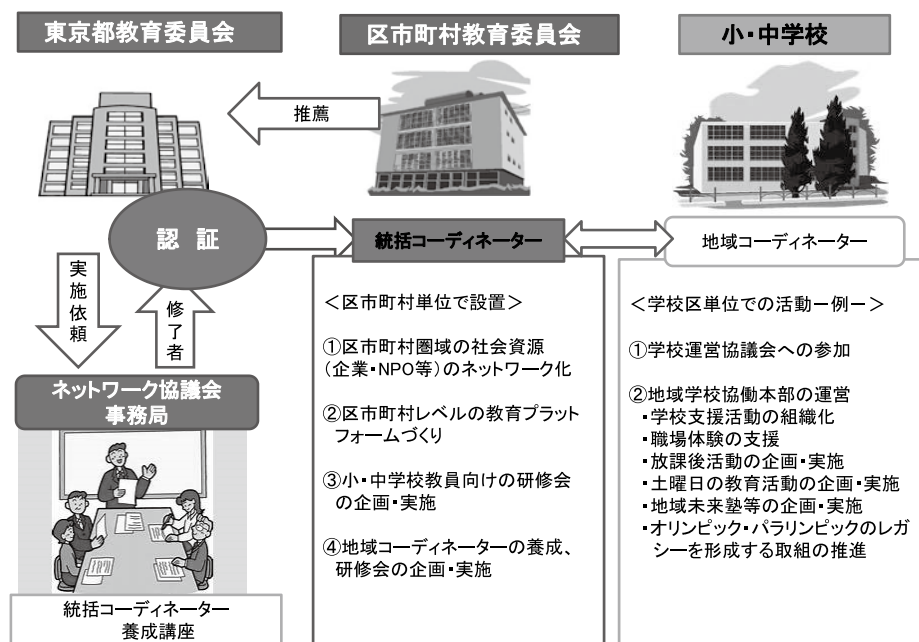 東京都教育委員会
区市町村教育委員会
小・中学校
推薦
認証
統括コーディネーター
地域コーディネーター
実施依頼
修了者
ネットワーク協議会
事務局
統括コーディネーター
養成講座
＜区市町村単位で設置＞
①区市町村圏域の社会資源
（企業・NPO等）のネットワーク化
②区市町村レベルの教育プラット
フォームづくり
③小・中学校教員向けの研修会
の企画・実施
④地域コーディネーターの養成、
研修会の企画・実施
＜学校区単位での活動－例－＞
①学校運営協議会への参加
②地域学校協働本部の運営
・学校支援活動の組織化
・職場体験の支援
・放課後活動の企画・実施
・土曜日の教育活動の企画・実施
・地域未来塾等の企画・実施
・オリンピック・パラリンピックのレガ
シーを形成する取組の推進